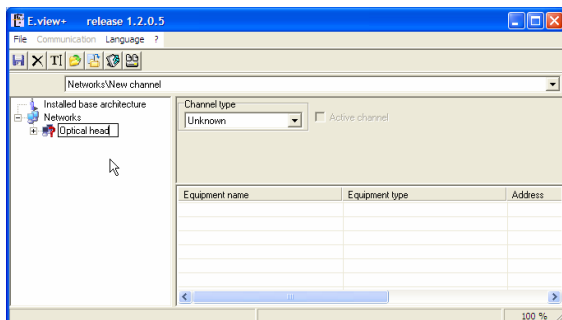 E.view+ release 1.2.0.5
File Communication Language ?
TI
Networks\New channel
Installed base architecture
Networks
Optical head
Channel type
Unknown
Active channel
Equipment name Equipment type Address
100 %